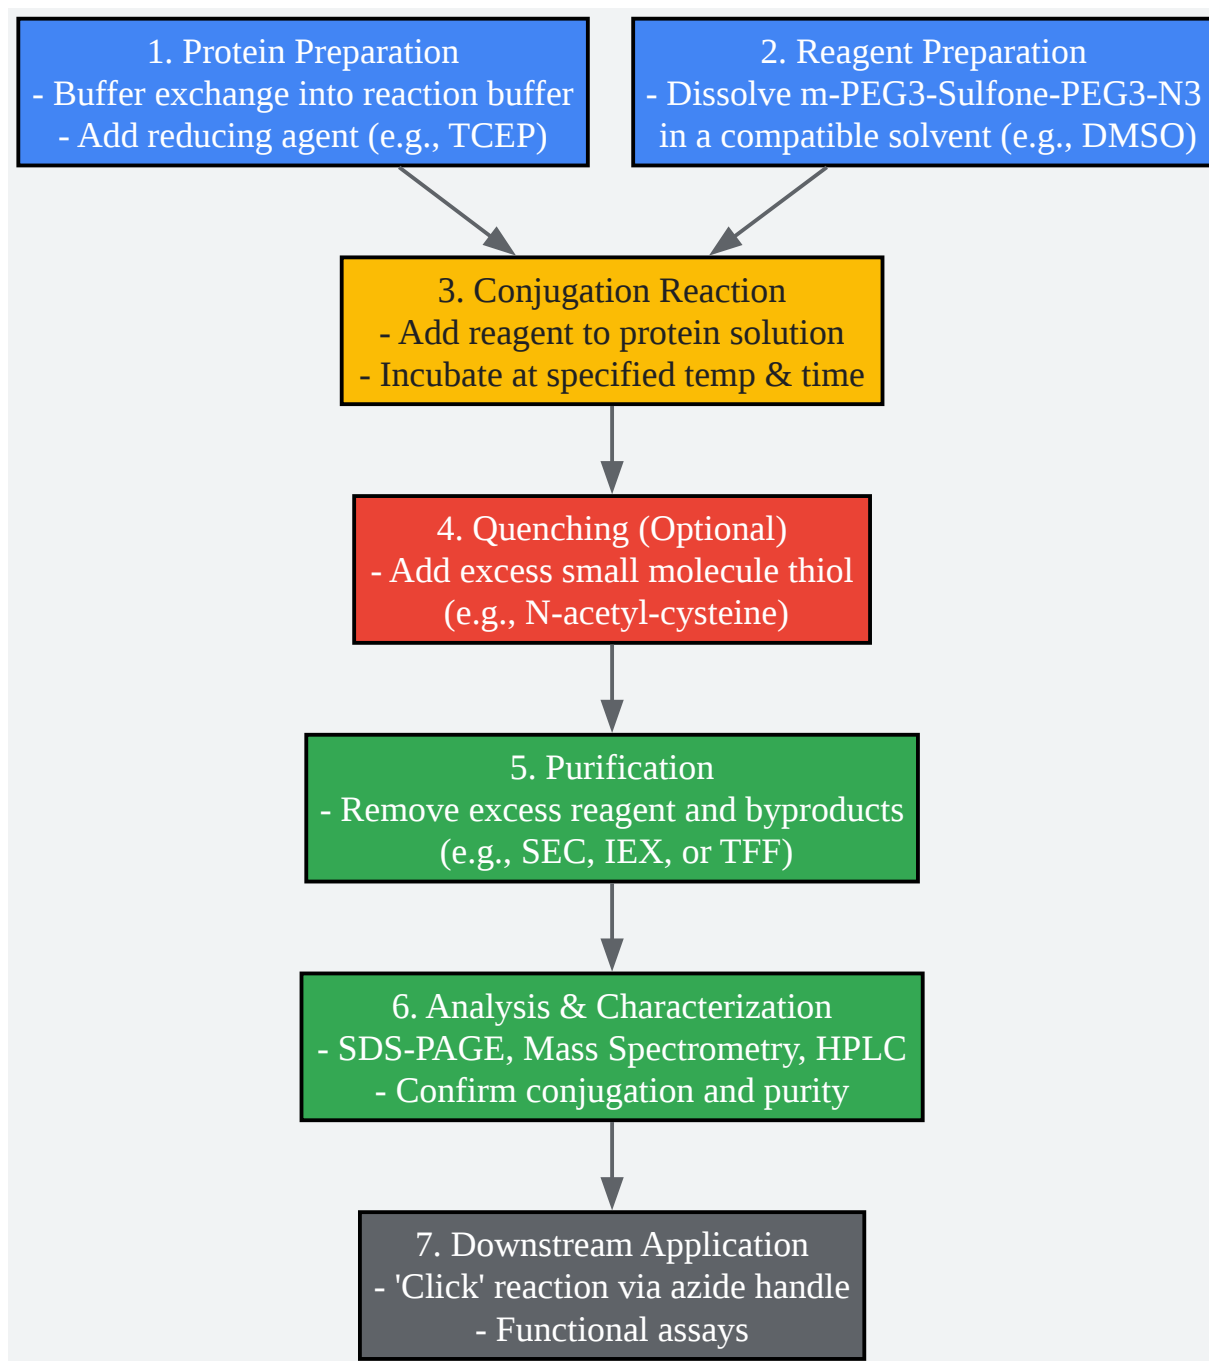 1. Protein Preparation
- Buffer exchange into reaction buffer
- Add reducing agent (e.g., TCEP)
2. Reagent Preparation
- Dissolve m-PEG3-Sulfone-PEG3-N3
in a compatible solvent (e.g., DMSO)
3. Conjugation Reaction
- Add reagent to protein solution
- Incubate at specified temp & time
4. Quenching (Optional)
- Add excess small molecule thiol
(e.g., N-acetyl-cysteine)
5. Purification
- Remove excess reagent and byproducts
(e.g., SEC, IEX, or TFF)
6. Analysis & Characterization
- SDS-PAGE, Mass Spectrometry, HPLC
- Confirm conjugation and purity
7. Downstream Application
- 'Click' reaction via azide handle
- Functional assays